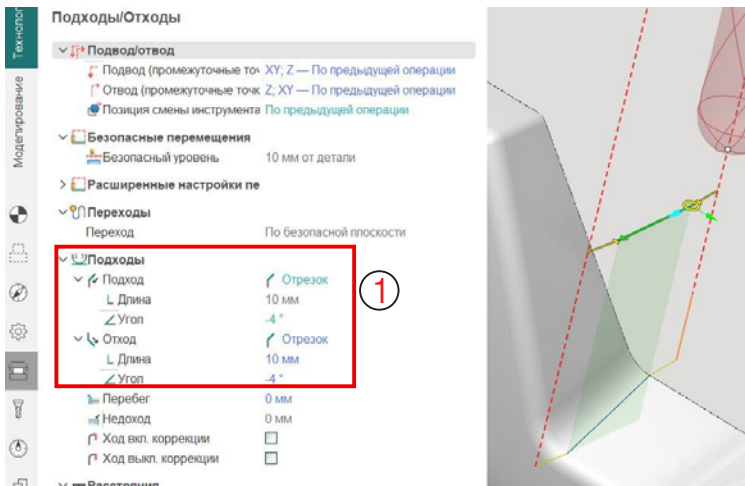 Подходы/Отходы
Технолог
Моделирование
Подвод/отвод
Подвод (промежуточные точ XY; Z — По предыдущей операции
Отвод (промежуточные точк Z; XY — По предыдущей операции
Позиция смены инструмента По предыдущей операции
Безопасные перемещения
Безопасный уровень 10 мм от детали
Расширенные настройки пе
Переходы
Переход По безопасной плоскости
Подходы
Подход Отрезок
Длина 10 мм
Угол -4 °
Отход Отрезок
Длина 10 мм
Угол -4 °
1
Перебег 0 мм
Недоход 0 мм
Ход вкл. коррекции
Ход выкл. коррекции
Расстояния